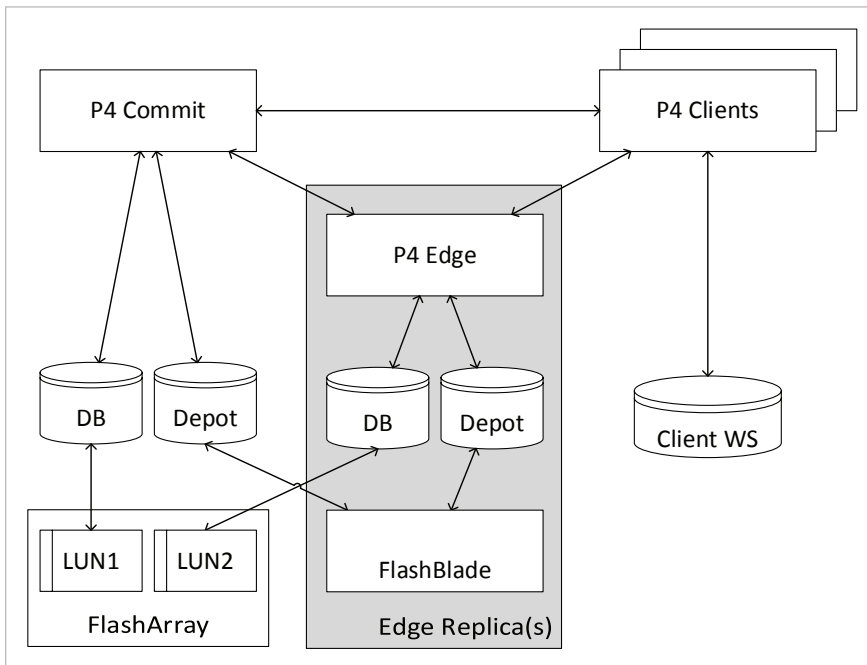 P4 Commit
P4 Clients
P4 Edge
DB
Depot
DB
Depot
Client WS
LUN1
LUN2
FlashBlade
FlashArray
Edge Replica(s)